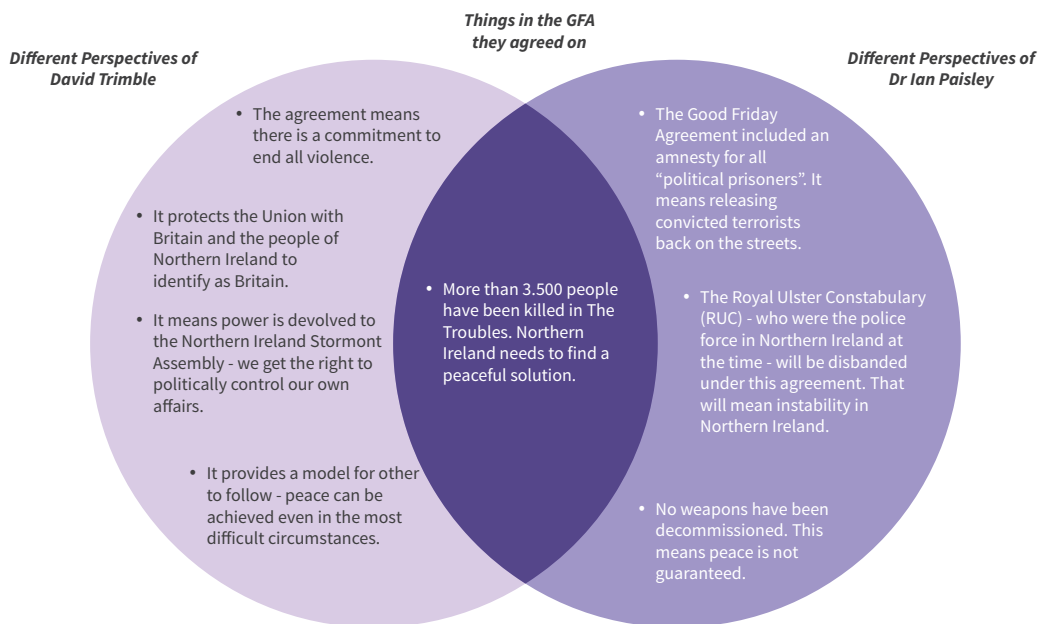 Things in the GFA
they agreed on
Different Perspectives of
David Trimble
Different Perspectives of
Dr Ian Paisley
• The agreement means
there is a commitment to
end all violence.
• It protects the Union with
Britain and the people of
Northern Ireland to
identify as Britain.
• It means power is devolved to
the Northern Ireland Stormont
Assembly - we get the right to
politically control our own
affairs.
• It provides a model for other
to follow - peace can be
achieved even in the most
difficult circumstances.
• More than 3.500 people
have been killed in The
Troubles. Northern
Ireland needs to find a
peaceful solution.
• The Good Friday
Agreement included an
amnesty for all
“political prisoners”. It
means releasing
convicted terrorists
back on the streets.
• The Royal Ulster Constabulary
(RUC) - who were the police
force in Northern Ireland at
the time - will be disbanded
under this agreement. That
will mean instability in
Northern Ireland.
• No weapons have been
decommissioned. This
means peace is not
guaranteed.